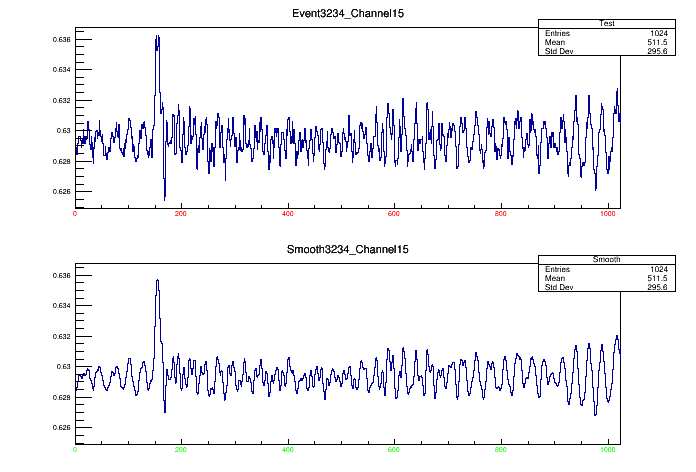 Event3234_Channel15
Test
Entries 1024
Mean 511.5
Std Dev 295.6
0.636
0.634
0.632
0.63
0.628
0.626
0 200 400 600 800 1000
Smooth3234_Channel15
Smooth
Entries 1024
Mean 511.5
Std Dev 295.6
0.636
0.634
0.632
0.63
0.628
0.626
0 200 400 600 800 1000